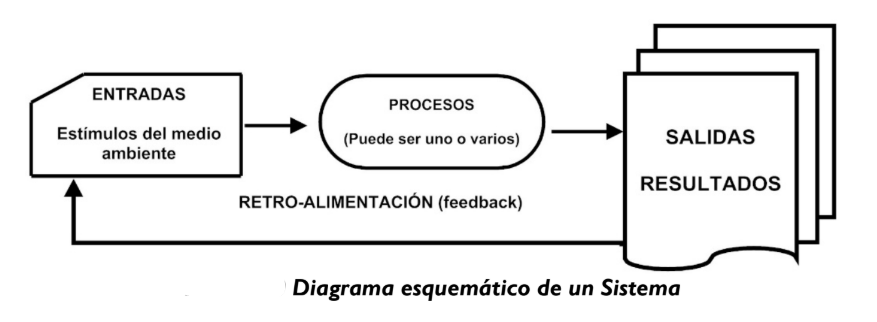 ENTRADAS
Estímulos del medio
ambiente
PROCESOS
(Puede ser uno o varios)
SALIDAS
RESULTADOS
RETRO-ALIMENTACIÓN (feedback)
Diagrama esquemático de un Sistema